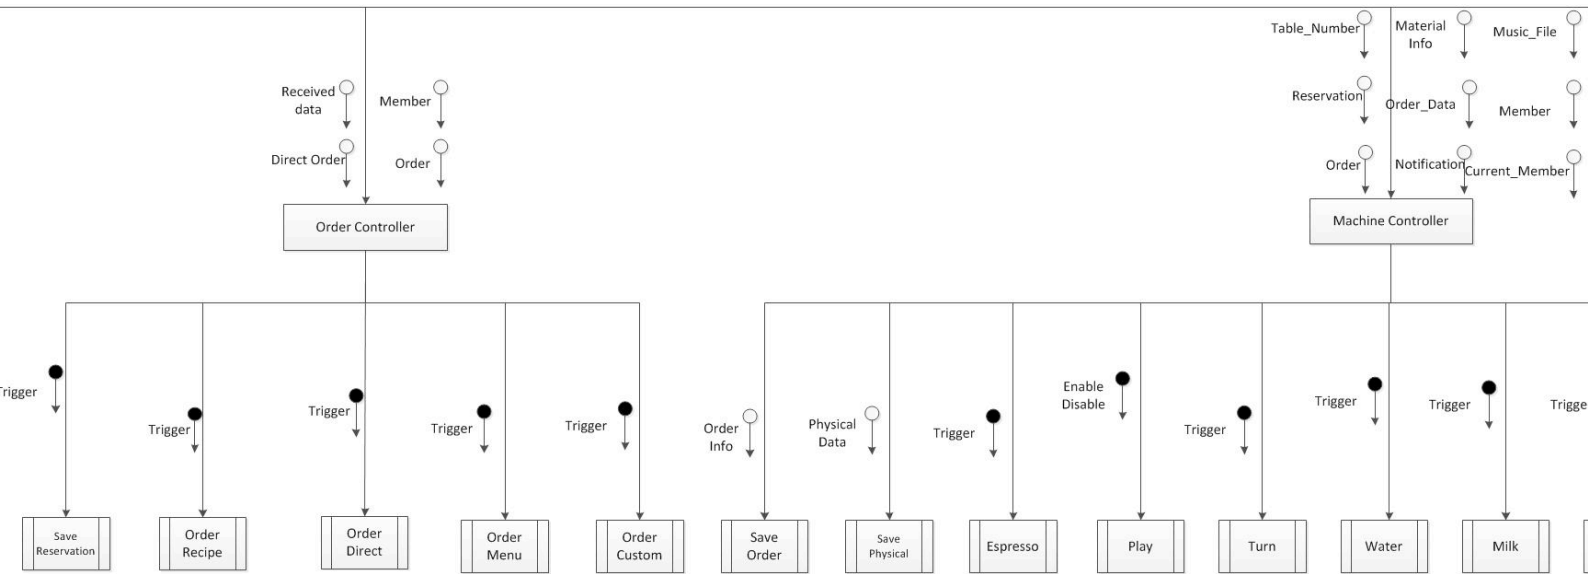 Table_Number
Material
Info
Music_File
Received
data
Member
Reservation
Order_Data
Member
Direct Order
Order
Order
Notification
Current_Member
Order Controller
Machine Controller
Trigger
Trigger
Trigger
Trigger
Trigger
Order
Info
Physical
Data
Trigger
Enable
Disable
Trigger
Trigger
Trigger
Trigge
Save
Reservation
Order
Recipe
Order
Direct
Order
Menu
Order
Custom
Save
Order
Save
Physical
Espresso
Play
Turn
Water
Milk